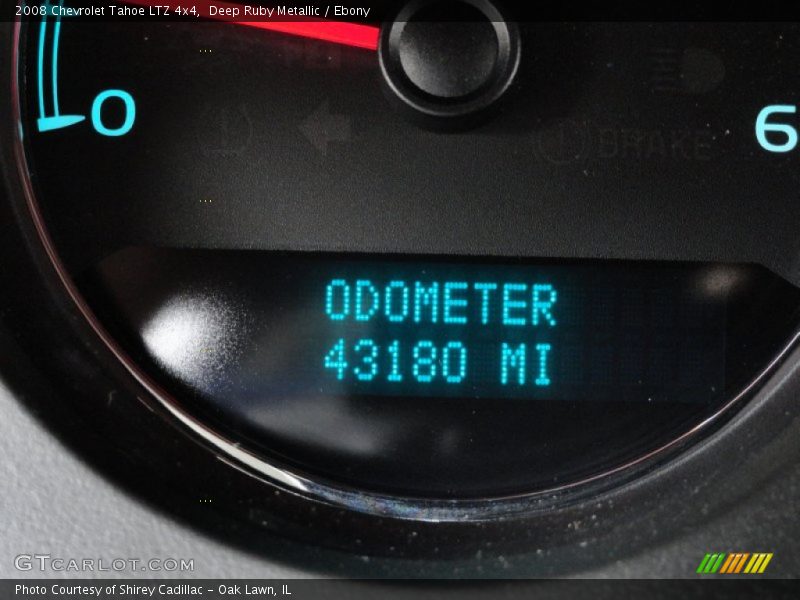 2008 Chevrolet Tahoe LTZ 4x4,  Deep Ruby Metallic / Ebony
0
6
BRAKE
ODOMETER
43180 MI
GTCARLOT.COM
Photo Courtesy of Shirey Cadillac - Oak Lawn, IL